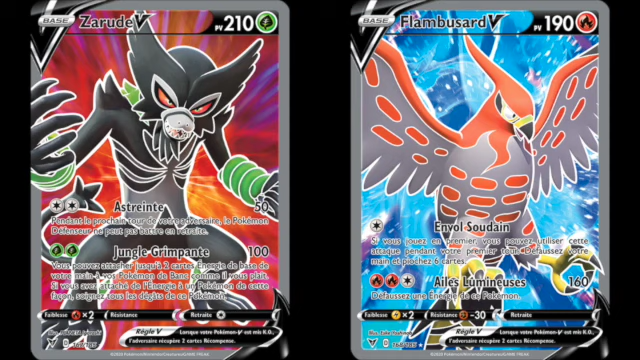 BASE ZarudeV PV 210
Astreinte 50
Pendant le prochain tour de votre adversaire, le Pokémon
Défenseur ne peut pas battre en retraite.
Jungle Grimpante 100
Vous pouvez attacher jusqu'à 2 cartes Énergie de base de
votre main à vos Pokémon de Base comme il vous plaît.
Si vous avez attaché de l'Énergie à un Pokémon de cette
façon, soignez tous les dégâts de ce Pokémon.
Faiblesse ×2 Résistance Retraite
Règle V Lorsque votre Pokémon-V est mis K.O.,
l'adversaire récupère 2 cartes Récompense.
BASE FlambusardV PV 190
Envol Soudain
Si vous jouez en premier, vous pouvez utiliser cette
attaque pendant votre premier tour. Défaussez votre
main et piochez 6 cartes.
Ailes Lumineuses 160
Défaussez une Énergie de ce Pokémon.
Faiblesse ×2 Résistance -30 Retraite
Règle V Lorsque votre Pokémon-V est mis K.O.,
l'adversaire récupère 2 cartes Récompense.